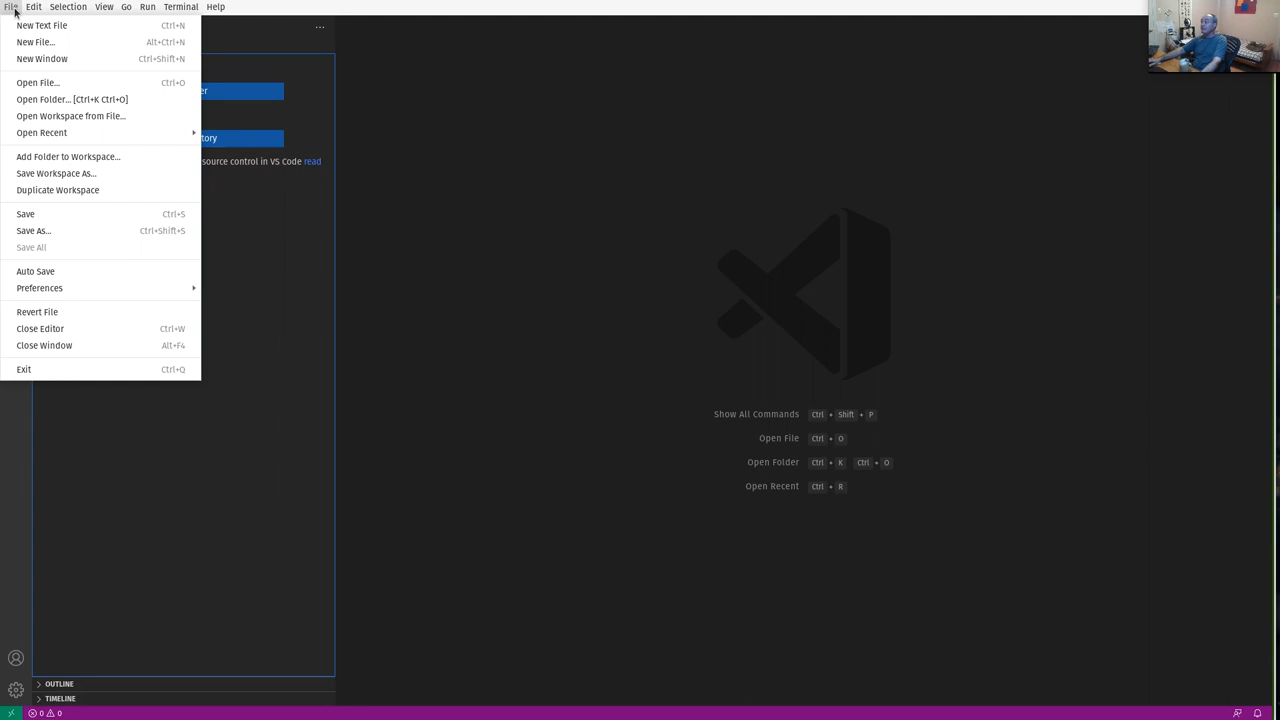 File Edit Selection View Go Run Terminal Help
New Text File Ctrl+N
New File... Alt+Ctrl+N
New Window Ctrl+Shift+N
Open File... Ctrl+O
Open Folder... [Ctrl+K Ctrl+O]
er
Open Workspace from File...
Open Recent
tory
Add Folder to Workspace...
source control in VS Code read
Save Workspace As...
Duplicate Workspace
Save Ctrl+S
Save As... Ctrl+Shift+S
Save All
Auto Save
Preferences
Revert File
Close Editor Ctrl+W
Close Window Alt+F4
Exit Ctrl+Q
Show All Commands Ctrl + Shift + P
Open File Ctrl + O
Open Folder Ctrl + K Ctrl + O
Open Recent Ctrl + R
OUTLINE
TIMELINE
0 0